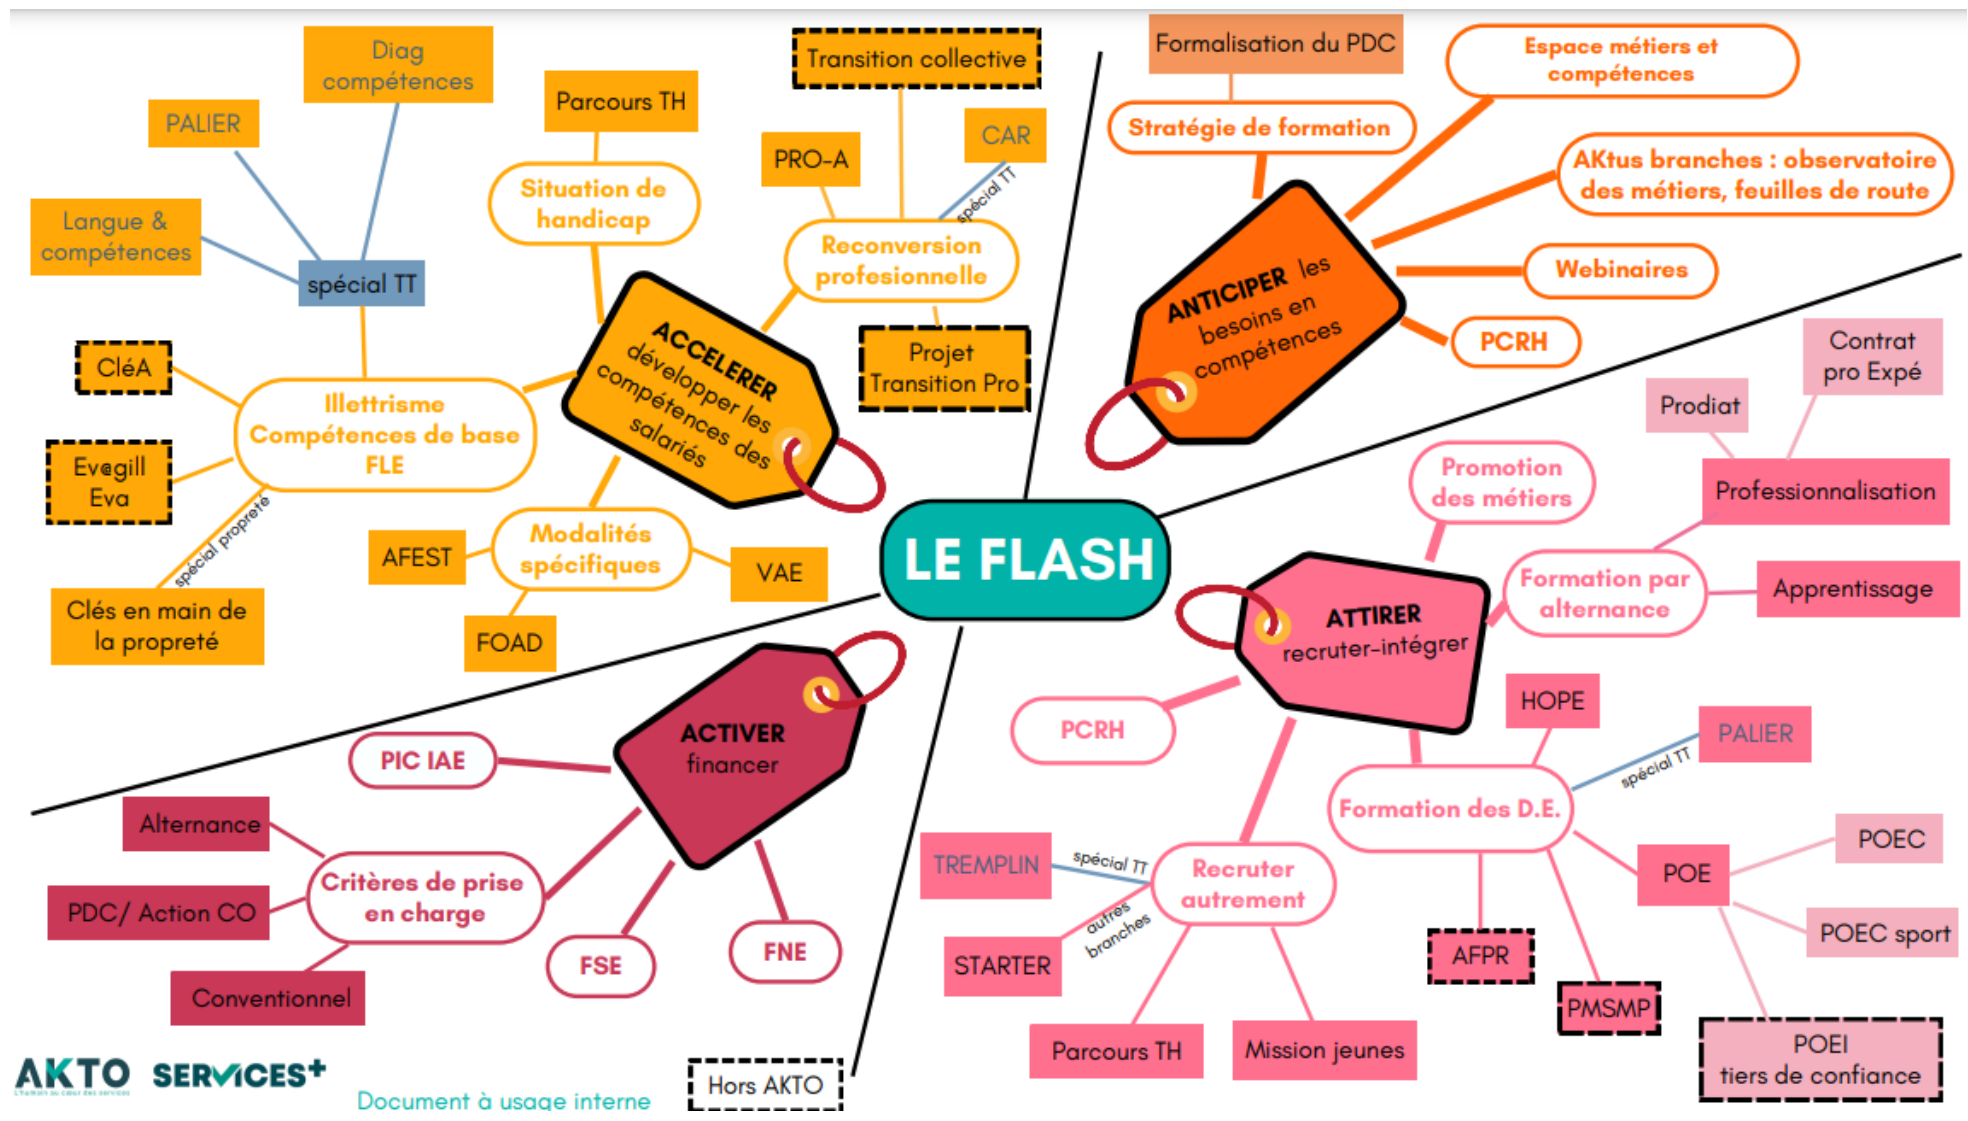 Diag
compétences
PALIER
Langue &
compétences
spécial TT
Parcours TH
Situation de
handicap
Transition collective
PRO-A
CAR
spécial TT
Reconversion
profesionnelle
Projet
Transition Pro
ACCELERER
développer les
compétences des
salariés
CléA
Illettrisme
Compétences de base
FLE
Ev@gill
Eva
spécial propreté
Clés en main de
la propreté
Modalités
spécifiques
AFEST
VAE
FOAD
Formalisation du PDC
Stratégie de formation
Espace métiers et
compétences
AKtus branches : observatoire
des métiers, feuilles de route
Webinaires
PCRH
ANTICIPER les
besoins en
compétences
LE FLASH
Contrat
pro Expé
Prodiat
Professionnalisation
Promotion
des métiers
Formation par
alternance
Apprentissage
ATTIRER
recruter-intégrer
PCRH
HOPE
PALIER
spécial TT
Formation des D.E.
POE
POEC
POEC sport
POEI
tiers de confiance
AFPR
PMSMP
Recruter
autrement
TREMPLIN
spécial TT
STARTER
autres
branches
Parcours TH
Mission jeunes
ACTIVER
financer
PIC IAE
Alternance
Critères de prise
en charge
PDC/ Action CO
Conventionnel
FSE
FNE
AKTO
L'humain au cœur des services
SERVICES+
Document à usage interne
Hors AKTO